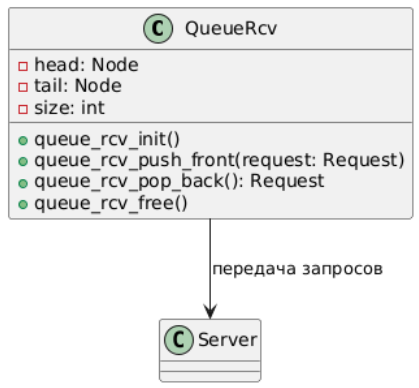 C QueueRcv
head: Node
tail: Node
size: int
queue_rcv_init()
queue_rcv_push_front(request: Request)
queue_rcv_pop_back(): Request
queue_rcv_free()
передача запросов
C Server